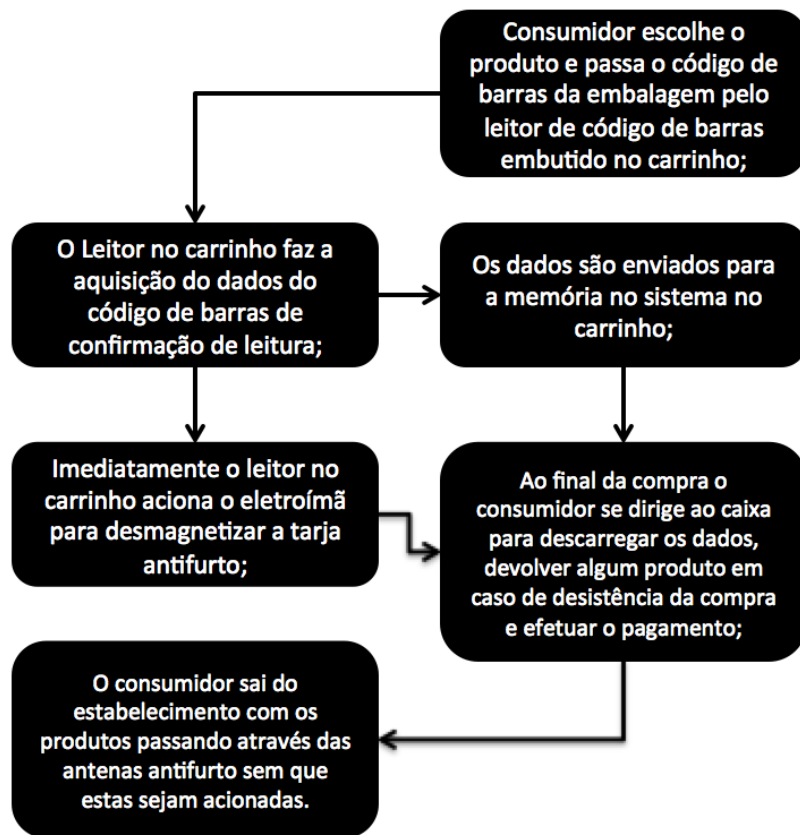 Consumidor escolhe o
produto e passa o código de
barras da embalagem pelo
leitor de código de barras
embutido no carrinho;
O Leitor no carrinho faz a
aquisição do dados do
código de barras de
confirmação de leitura;
Os dados são enviados para
a memória no sistema no
carrinho;
Imediatamente o leitor no
carrinho aciona o eletroímã
para desmagnetizar a tarja
antifurto;
Ao final da compra o
consumidor se dirige ao caixa
para descarregar os dados,
devolver algum produto em
caso de desistência da compra
e efetuar o pagamento;
O consumidor sai do
estabelecimento com os
produtos passando através das
antenas antifurto sem que
estas sejam acionadas.